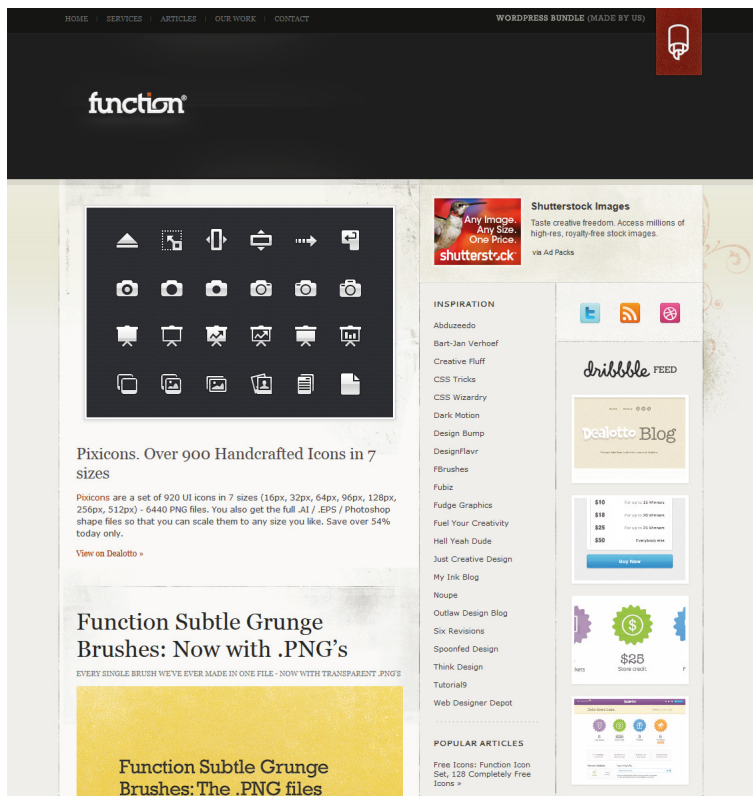 HOME
SERVICES
ARTICLES
OUR WORK
CONTACT
WORDPRESS BUNDLE (MADE BY US)
function®
Any Image.
Any Size.
One Price.
shutterstock
Shutterstock Images
Taste creative freedom. Access millions of
high-res, royalty-free stock images.
via Ad Packs
Pixicons. Over 900 Handcrafted Icons in 7
sizes
Pixicons are a set of 920 UI icons in 7 sizes (16px, 32px, 64px, 96px, 128px,
256px, 512px) - 6440 PNG files. You also get the full .AI / .EPS / Photoshop
shape files so that you can scale them to any size you like. Save over 54%
today only.
View on Dealotto »
Function Subtle Grunge
Brushes: Now with .PNG’s
EVERY SINGLE BRUSH WE'VE EVER MADE IN ONE FILE - NOW WITH TRANSPARENT .PNG'S
Function Subtle Grunge
Brushes: The .PNG files
INSPIRATION
Abduzeedo
Bart-Jan Verhoef
Creative Fluff
CSS Tricks
CSS Wizardry
Dark Motion
Design Bump
DesignFlavr
FBrushes
Fubiz
Fudge Graphics
Fuel Your Creativity
Hell Yeah Dude
Just Creative Design
My Ink Blog
Noupe
Outlaw Design Blog
Six Revisions
Spoonfed Design
Think Design
Tutorial9
Web Designer Depot
POPULAR ARTICLES
Free Icons: Function Icon
Set, 128 Completely Free
Icons »
dribbble FEED
Dealotto Blog
$10
$18
$25
$50 Everybody wins
Buy Now
$25
kets Store credit F